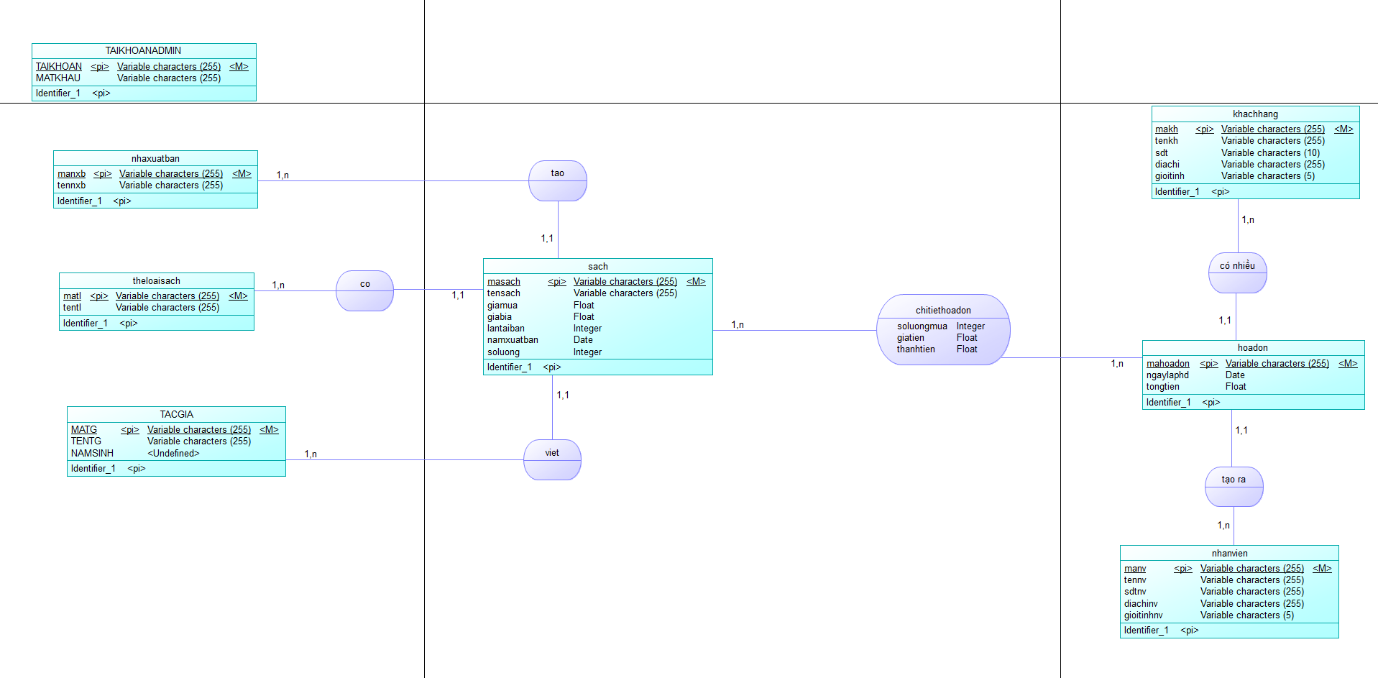 TAIKHOANADMIN
TAIKHOAN <pi> Variable characters (255) <M>
MATKHAU Variable characters (255)
Identifier_1 <pi>
nhaxuatban
manxb <pi> Variable characters (255) <M>
tennxb Variable characters (255)
Identifier_1 <pi>
1,n
tao
1,1
theloaisach
matl <pi> Variable characters (255) <M>
tentl Variable characters (255)
Identifier_1 <pi>
1,n
co
1,1
sach
masach <pi> Variable characters (255) <M>
tensach Variable characters (255)
giamua Float
giabia Float
lantaiban Integer
namxuatban Date
soluong Integer
Identifier_1 <pi>
1,1
TACGIA
MATG <pi> Variable characters (255) <M>
TENTG Variable characters (255)
NAMSINH <Undefined>
Identifier_1 <pi>
1,n
viet
1,n
chitiethoadon
soluongmua Integer
giatien Float
thanhtien Float
1,n
khachhang
makh <pi> Variable characters (255) <M>
tenkh Variable characters (255)
sdt Variable characters (10)
diachi Variable characters (255)
gioitinh Variable characters (5)
Identifier_1 <pi>
1,n
có nhiều
1,1
hoadon
mahoadon <pi> Variable characters (255) <M>
ngaylaphd Date
tongtien Float
Identifier_1 <pi>
1,1
tạo ra
1,n
nhanvien
manv <pi> Variable characters (255) <M>
tennv Variable characters (255)
sdtnv Variable characters (255)
diachinv Variable characters (255)
gioitinhnv Variable characters (5)
Identifier_1 <pi>